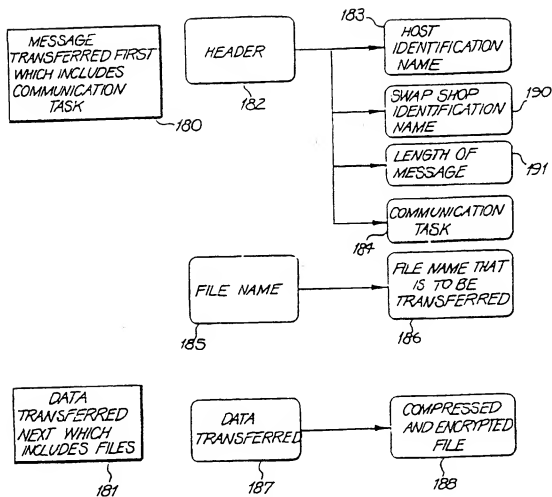 MESSAGE
TRANSFERRED FIRST
WHICH INCLUDES
COMMUNICATION
TASK
180
HEADER
182
183
HOST
IDENTIFICATION
NAME
SWAP SHOP
IDENTIFICATION
NAME
190
LENGTH OF
MESSAGE
191
COMMUNICATION
TASK
184
FILE NAME
185
FILE NAME THAT
IS TO BE
TRANSFERRED
186
DATA
TRANSFERRED
NEXT WHICH
INCLUDES FILES
181
DATA
TRANSFERRED
187
COMPRESSED
AND ENCRYPTED
FILE
188